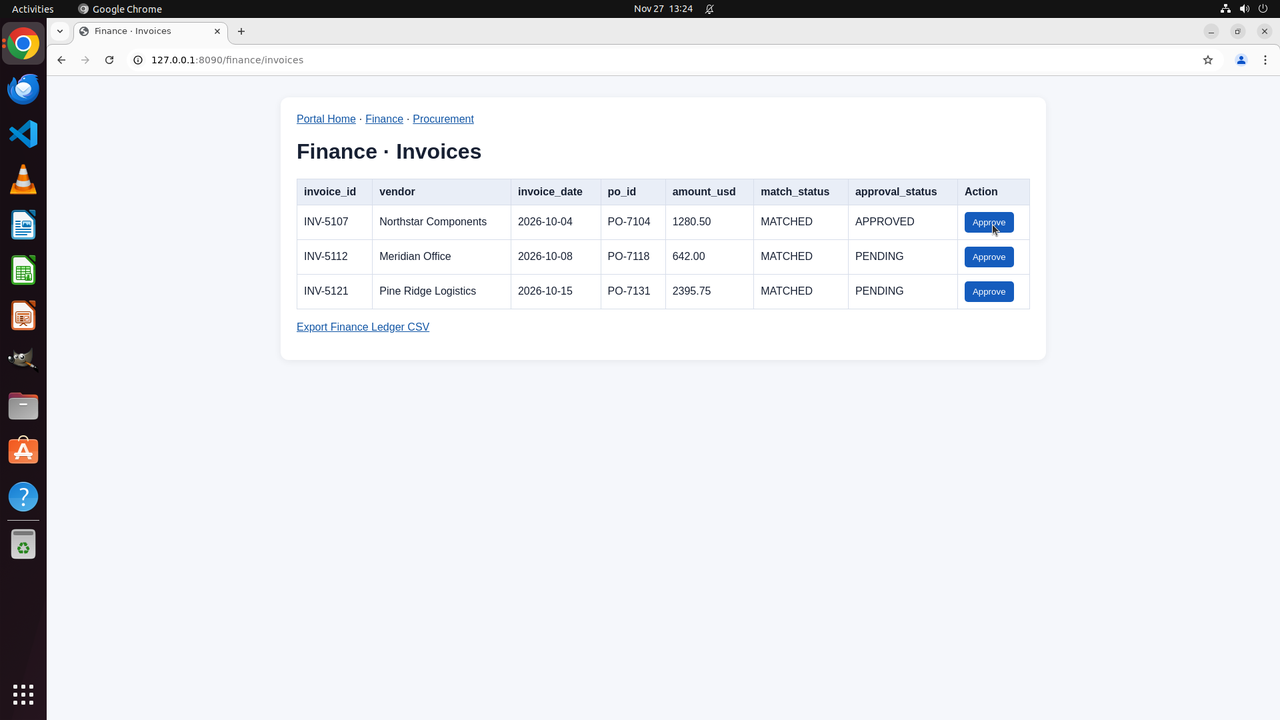 Activities
Google Chrome
Nov 27 13:24
Finance · Invoices
127.0.0.1:8090/finance/invoices
Portal Home · Finance · Procurement
Finance · Invoices
invoice_id vendor invoice_date po_id amount_usd match_status approval_status Action
INV-5107 Northstar Components 2026-10-04 PO-7104 1280.50 MATCHED APPROVED Approve
INV-5112 Meridian Office 2026-10-08 PO-7118 642.00 MATCHED PENDING Approve
INV-5121 Pine Ridge Logistics 2026-10-15 PO-7131 2395.75 MATCHED PENDING Approve
Export Finance Ledger CSV